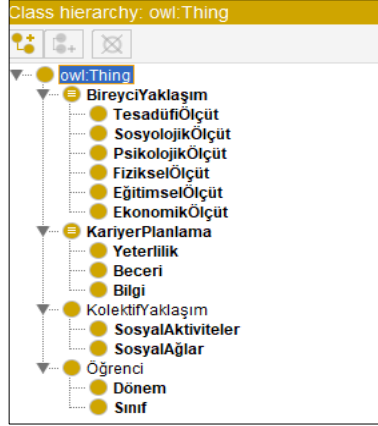 Class hierarchy: owl:Thing
owl:Thing
BireyciYaklaşım
TesadüfiÖlçüt
SosyolojikÖlçüt
PsikolojikÖlçüt
FizikselÖlçüt
EğitimselÖlçüt
EkonomikÖlçüt
KariyerPlanlama
Yeterlilik
Beceri
Bilgi
KolektifYaklaşım
SosyalAktiviteler
SosyalAğlar
Öğrenci
Dönem
Sınıf